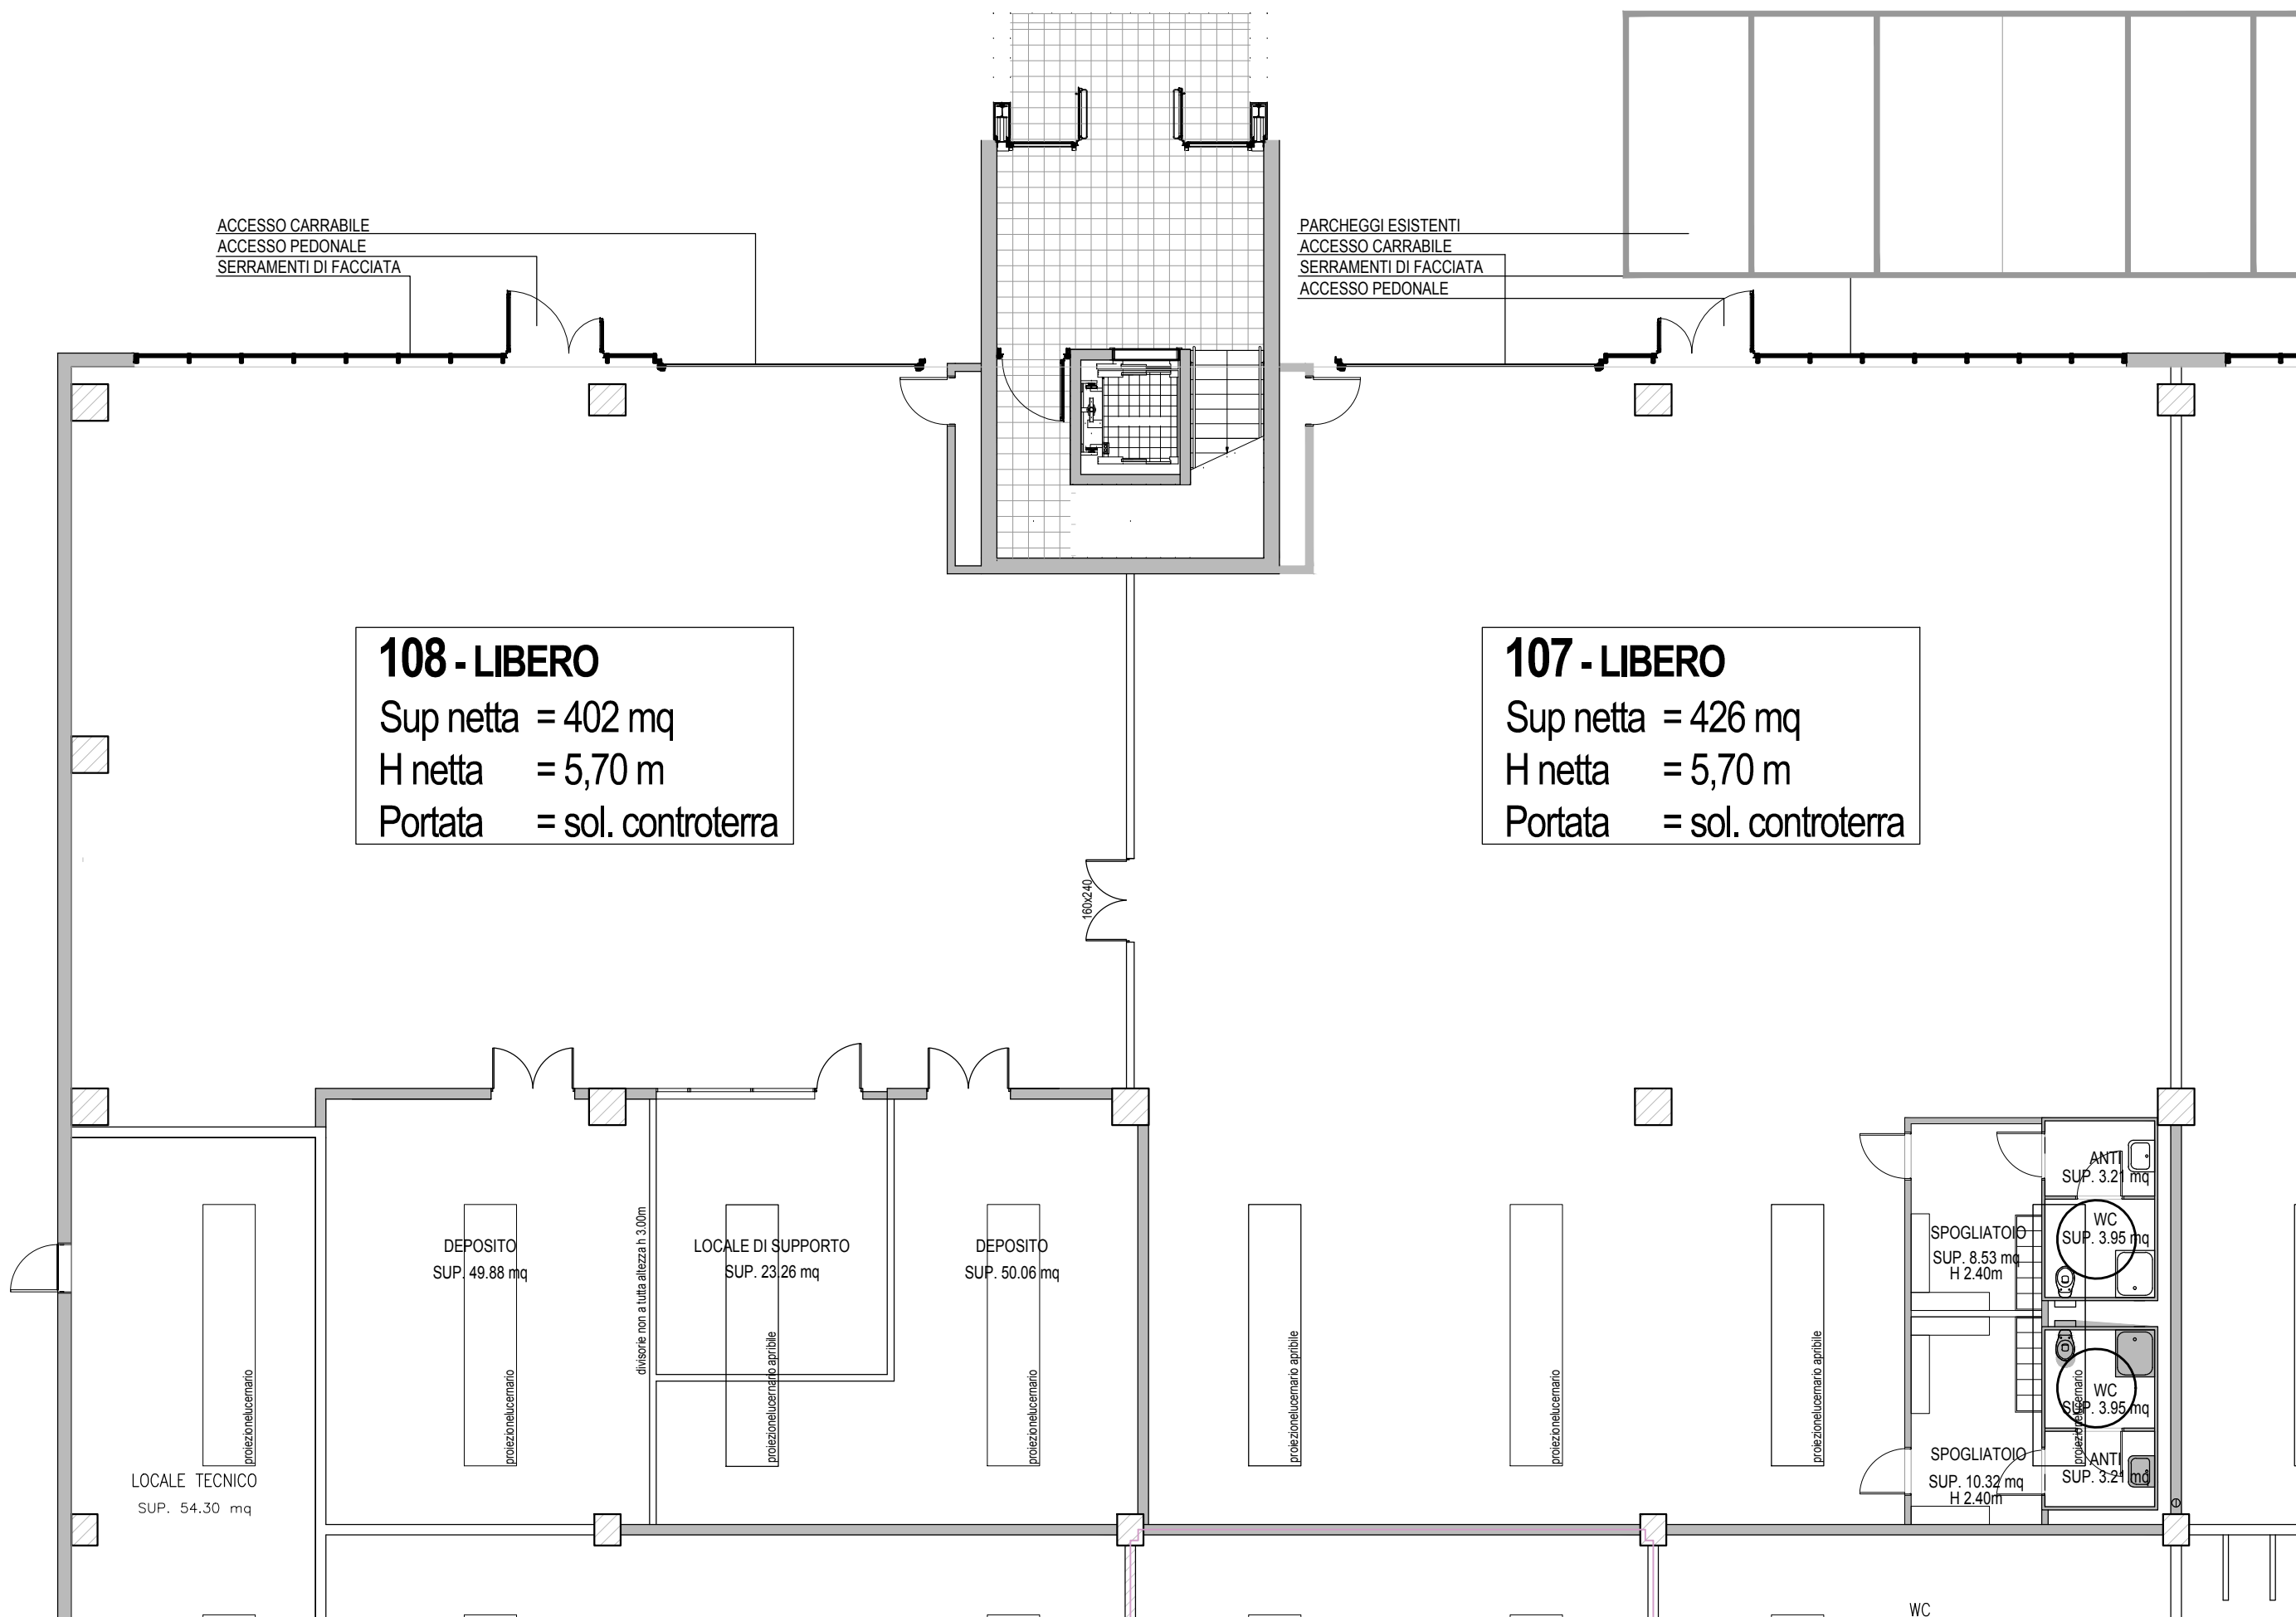 ACCESSO CARRABILE
ACCESSO PEDONALE
SERRAMENTI DI FACCIATA
PARCHEGGI ESISTENTI
ACCESSO CARRABILE
SERRAMENTI DI FACCIATA
ACCESSO PEDONALE
108 - LIBERO
Sup netta = 402 mq
H netta = 5,70 m
Portata = sol. controterra
107 - LIBERO
Sup netta = 426 mq
H netta = 5,70 m
Portata = sol. controterra
160x240
DEPOSITO
SUP. 49.88 mq
divisorie non a tutta altezza h 3.00m
LOCALE DI SUPPORTO
SUP. 23.26 mq
DEPOSITO
SUP. 50.06 mq
ANTI
SUP. 3.21 mq
WC
SUP. 3.95 mq
SPOGLIATOIO
SUP. 8.53 mq
H 2.40m
WC
SUP. 3.95 mq
SPOGLIATOIO
SUP. 10.32 mq
H 2.40m
ANTI
SUP. 3.21 mq
proiezionelucernario
proiezionelucernario
proiezionelucernario apribile
proiezionelucernario
proiezionelucernario apribile
proiezionelucernario
proiezionelucernario apribile
proiezionelucernario
LOCALE TECNICO
SUP. 54.30 mq
WC